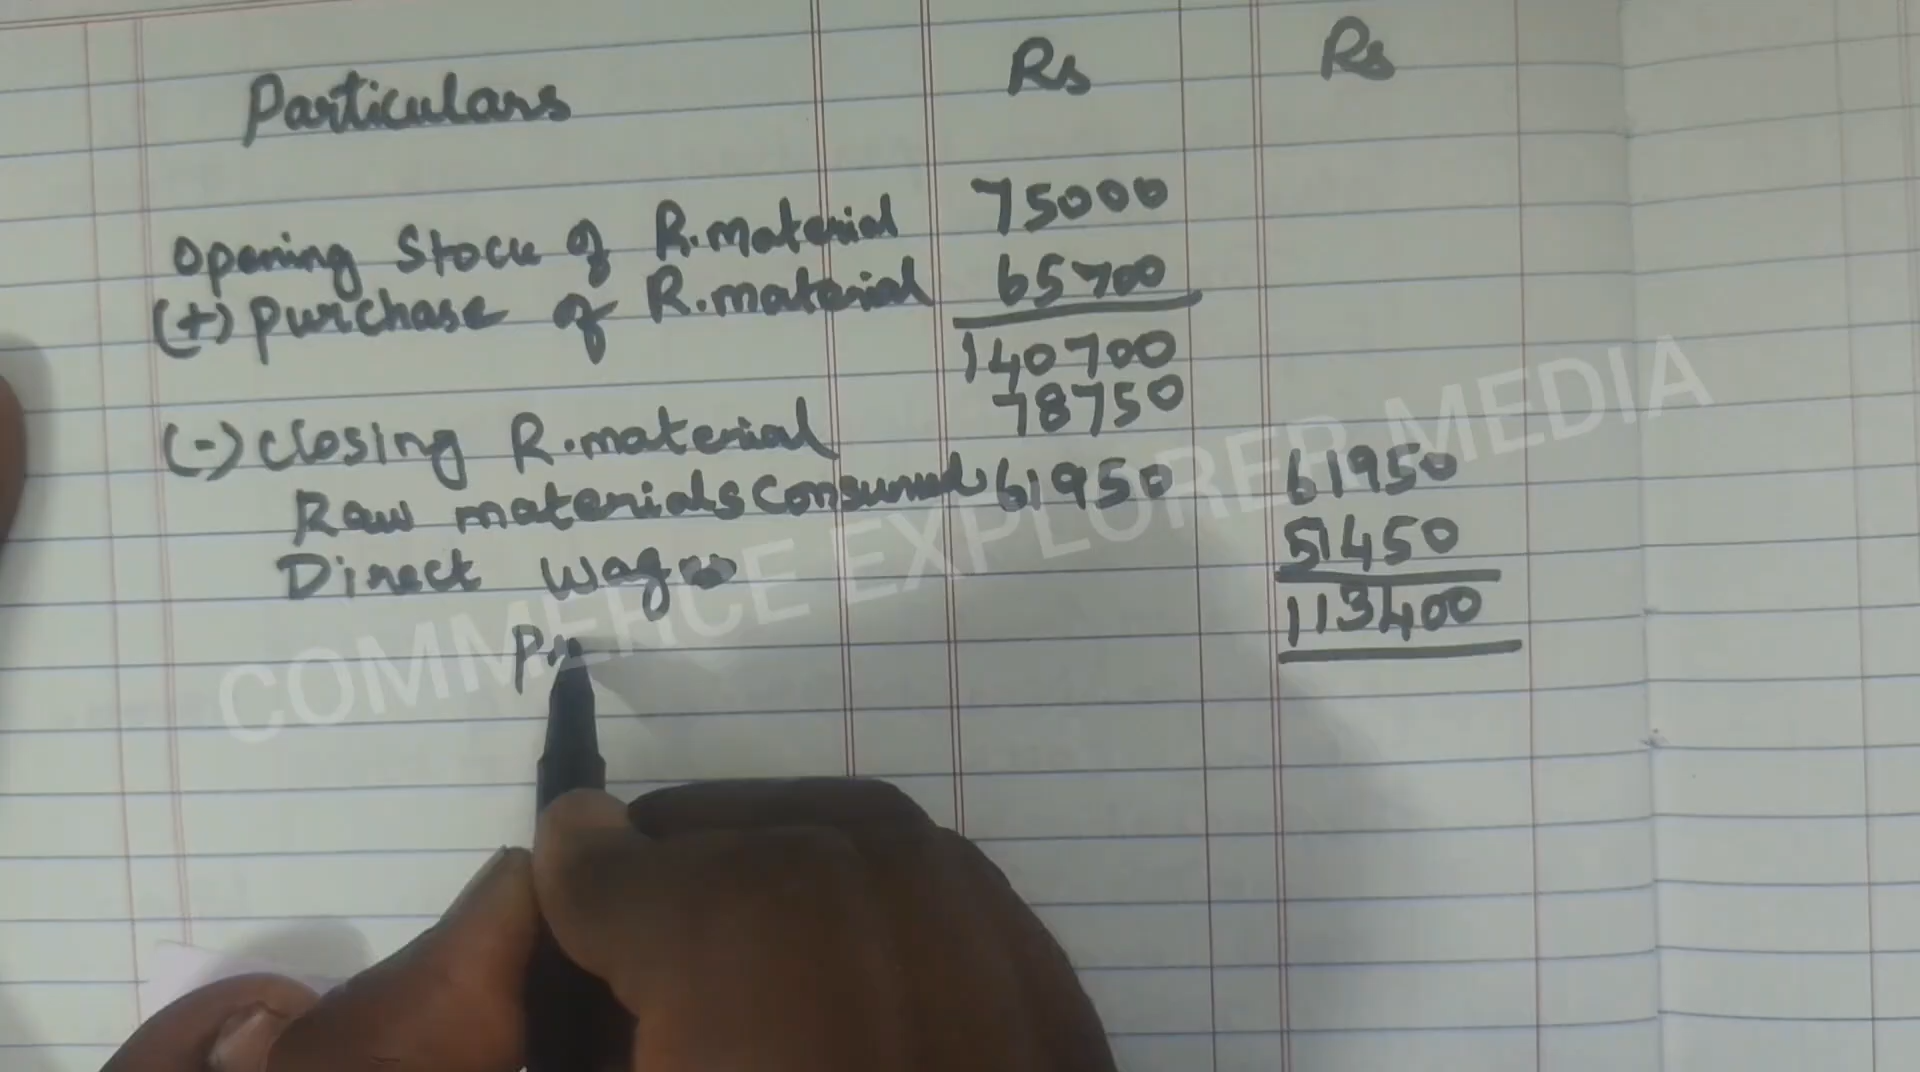 Particulars Rs Rs
Opening Stock of R.material 75000
(+) purchase of R.material 65700
140700
(-) closing R.material 78750
Raw materials Consumed 61950 61950
Direct wages 51450
113400
Pr
COMMERCE EXPLORER MEDIA